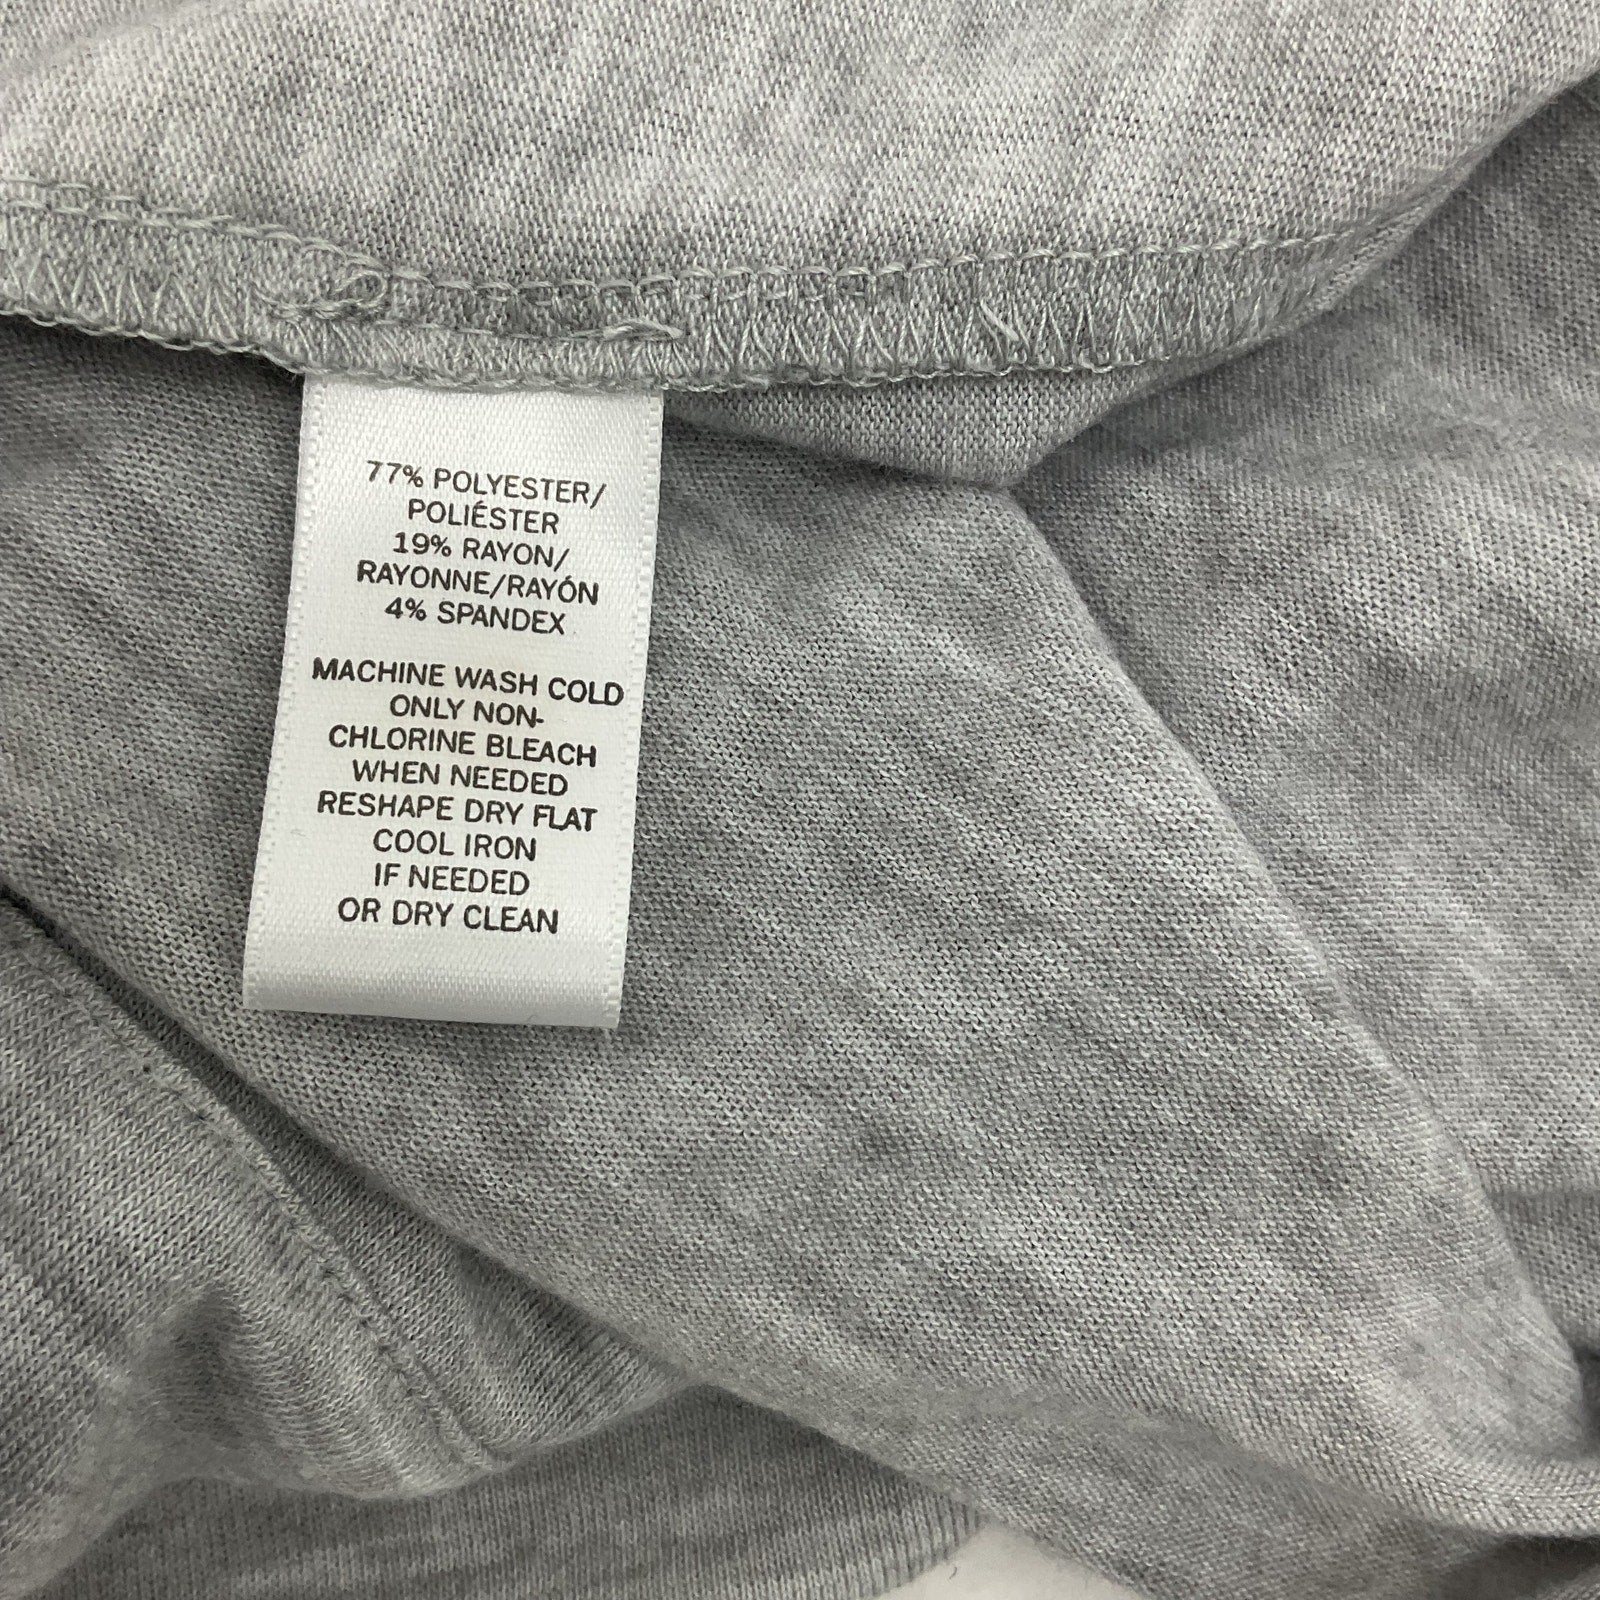 77% POLYESTER/
POLIÉSTER
19% RAYON/
RAYONNE/RAYÓN
4% SPANDEX
MACHINE WASH COLD
ONLY NON-
CHLORINE BLEACH
WHEN NEEDED
RESHAPE DRY FLAT
COOL IRON
IF NEEDED
OR DRY CLEAN